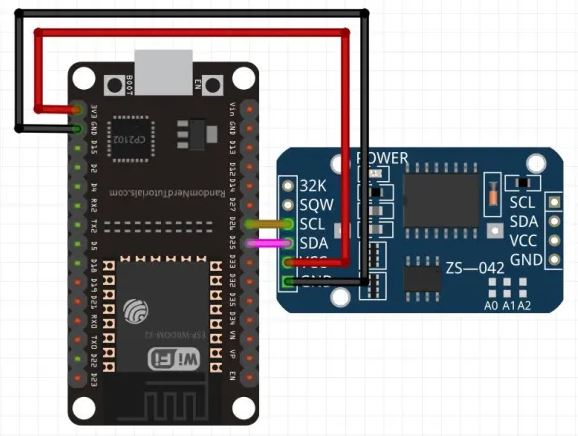 BOOT
EN
3V3
GND
D15
D2
D4
RX2
TX2
D5
D18
D19
D21
RX0
TX0
D22
D23
CP2102
RandomNerdTutorials.com
ESP-WROOM-32
WiFi
Vin
GND
D13
D12
D14
D27
D26
D25
D33
D32
D35
D34
VN
VP
EN
POWER
32K
SQW
SCL
SDA
VCC
GND
ZS-042
SCL
SDA
VCC
GND
A0 A1 A2